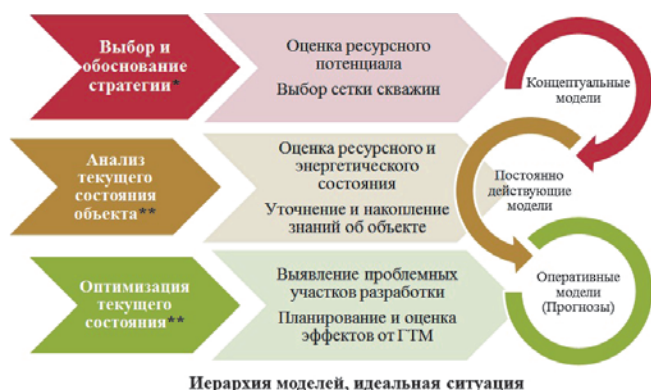 Выбор и
обоснование
стратегии*
Оценка ресурсного
потенциала
Выбор сетки скважин
Концептуальные
модели
Анализ
текущего
состояния
объекта**
Оценка ресурсного и
энергетического
состояния
Уточнение и накопление
знаний об объекте
Постоянно
действующие
модели
Оптимизация
текущего
состояния**
Выявление проблемных
участков разработки
Планирование и оценка
эффектов от ГТМ
Оперативные
модели
(Прогнозы)
Иерархия моделей, идеальная ситуация